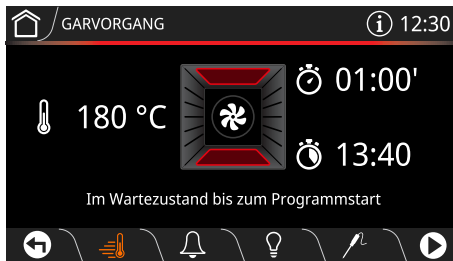 GARVORGANG
12:30
180 °C
01:00'
13:40
Im Wartezustand bis zum Programmstart